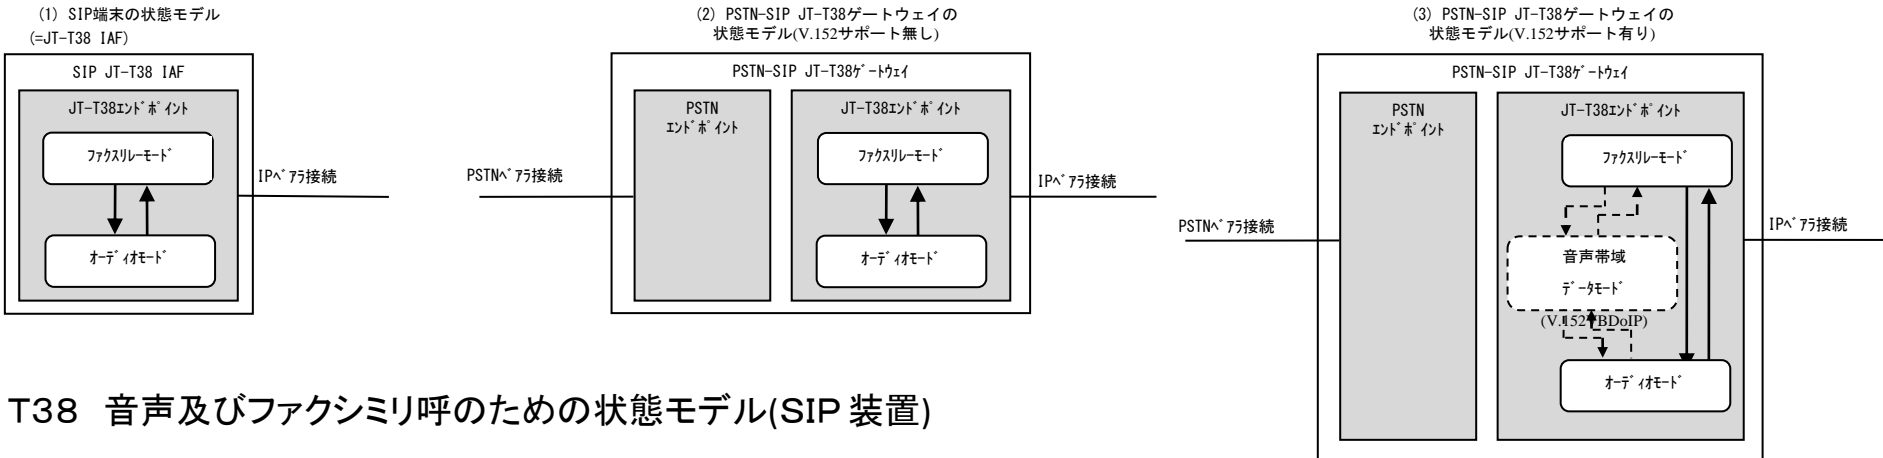 (1) SIP端末の状態モデル
(=JT-T38 IAF)
SIP JT-T38 IAF
JT-T38ｴﾝﾄﾞﾎﾟｲﾝﾄ
ﾌｧｸｽﾘﾚｰﾓｰﾄﾞ
ｵｰﾃﾞｨｵﾓｰﾄﾞ
IPﾍﾞｱﾗ接続
(2) PSTN-SIP JT-T38ゲートウェイの
状態モデル(V.152サポート無し)
PSTN-SIP JT-T38ｹﾞｰﾄｳｪｲ
PSTN
ｴﾝﾄﾞﾎﾟｲﾝﾄ
JT-T38ｴﾝﾄﾞﾎﾟｲﾝﾄ
ﾌｧｸｽﾘﾚｰﾓｰﾄﾞ
ｵｰﾃﾞｨｵﾓｰﾄﾞ
PSTNﾍﾞｱﾗ接続
IPﾍﾞｱﾗ接続
(3) PSTN-SIP JT-T38ゲートウェイの
状態モデル(V.152サポート有り)
PSTN-SIP JT-T38ｹﾞｰﾄｳｪｲ
PSTN
ｴﾝﾄﾞﾎﾟｲﾝﾄ
JT-T38ｴﾝﾄﾞﾎﾟｲﾝﾄ
ﾌｧｸｽﾘﾚｰﾓｰﾄﾞ
音声帯域
ﾃﾞｰﾀﾓｰﾄﾞ
(V.152 VBDoIP)
ｵｰﾃﾞｨｵﾓｰﾄﾞ
PSTNﾍﾞｱﾗ接続
IPﾍﾞｱﾗ接続
T38　音声及びファクシミリ呼のための状態モデル(SIP 装置)